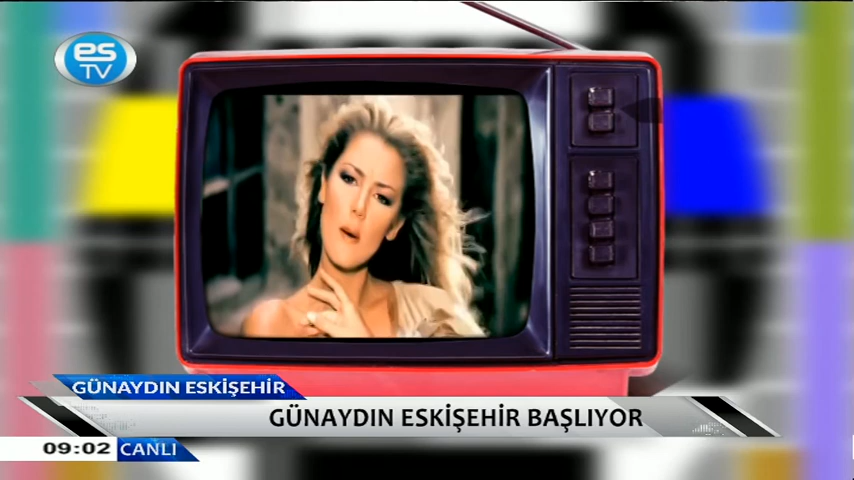 es
TV
GÜNAYDIN ESKİŞEHİR
GÜNAYDIN ESKİŞEHİR BAŞLIYOR
09:02 CANLI